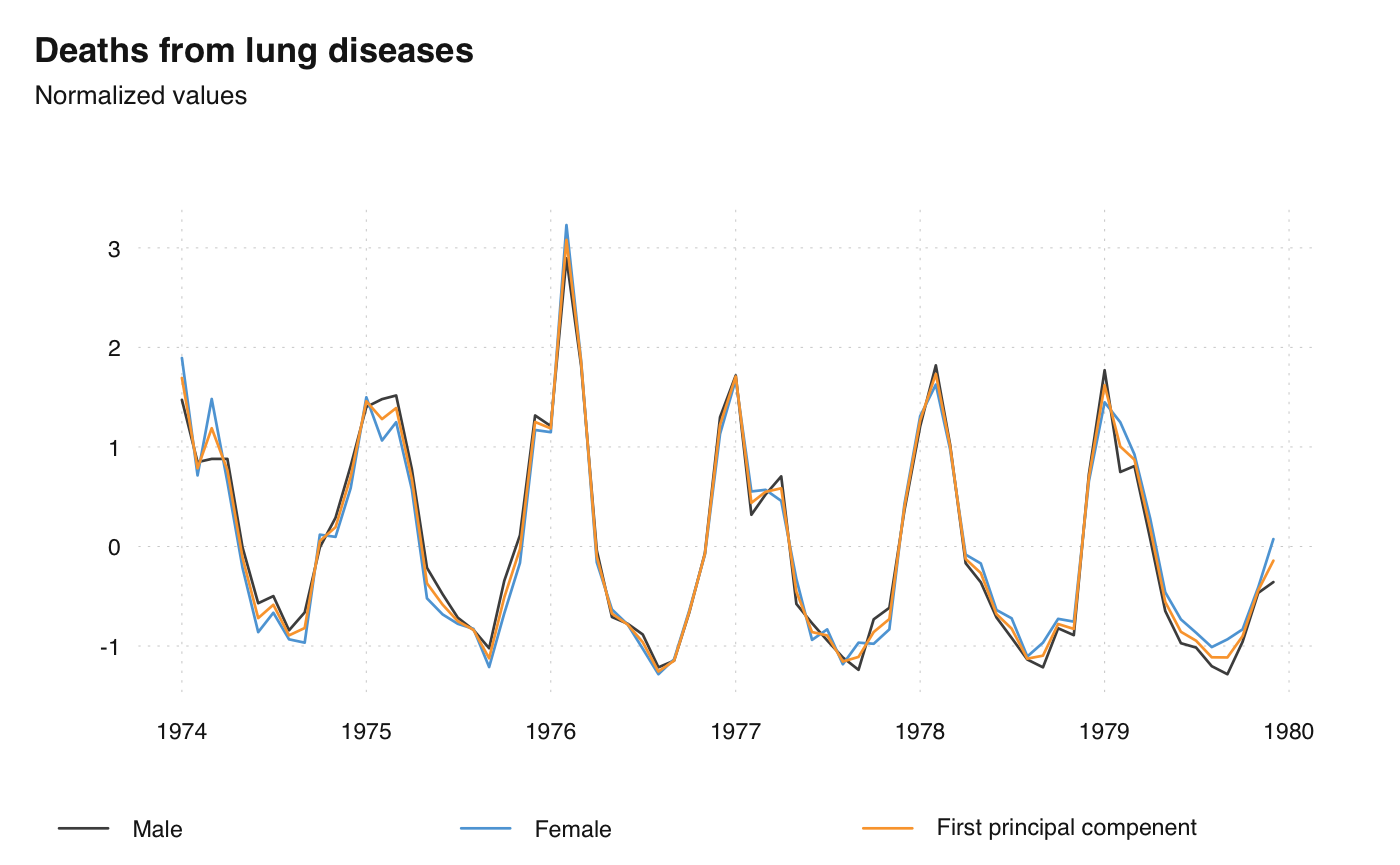 Deaths from lung diseases
Normalized values
3
2
1
0
-1
1974 1975 1976 1977 1978 1979 1980
Male Female First principal compenent